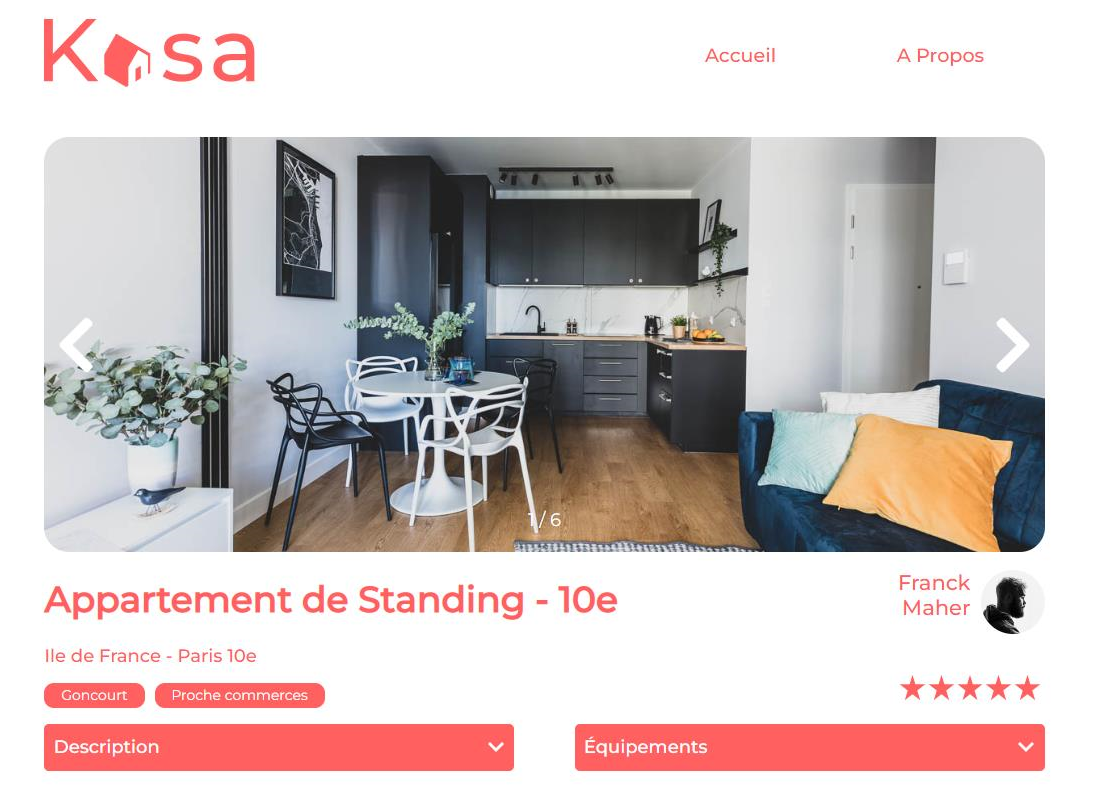 Kasa
Accueil
A Propos
1 / 6
Appartement de Standing - 10e
Franck
Maher
Ile de France - Paris 10e
Goncourt
Proche commerces
Description
Équipements